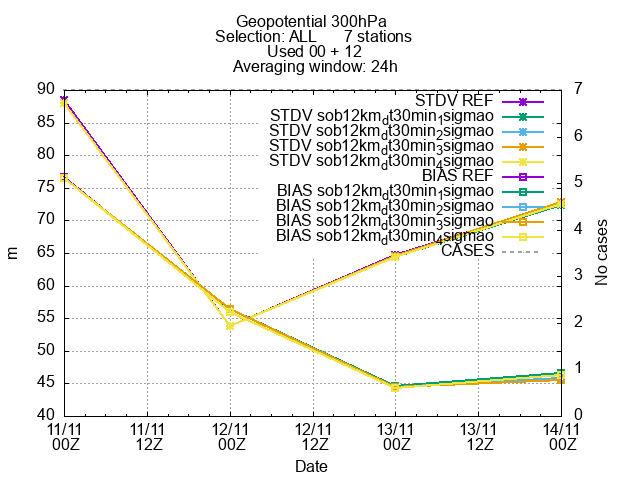 Geopotential 300hPa
Selection: ALL 7 stations
Used 00 + 12
Averaging window: 24h
90 7
STDV REF
85
STDV sob12km_dt30min_1sigmao
STDV sob12km_dt30min_2sigmao
6
80
STDV sob12km_dt30min_3sigmao
STDV sob12km_dt30min_4sigmao
BIAS REF
75 5
BIAS sob12km_dt30min_1sigmao
BIAS sob12km_dt30min_2sigmao
70
BIAS sob12km_dt30min_3sigmao
4
BIAS sob12km_dt30min_4sigmao
CASES
65
m
No cases
60 3
55 2
50
45 1
40 0
11/11 11/11 12/11 12/11 13/11 13/11 14/11
00Z 12Z 00Z 12Z 00Z 12Z 00Z
Date